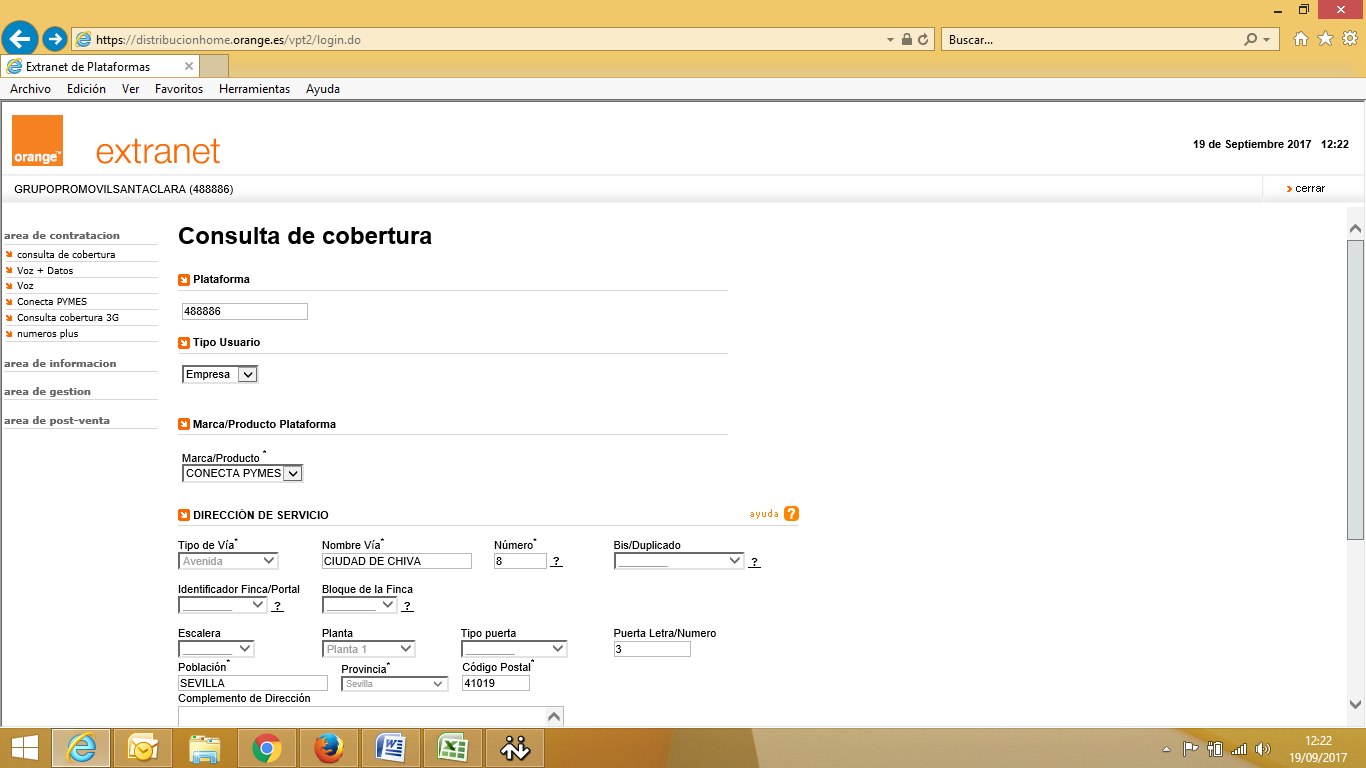 https://distribucionhome.orange.es/vpt2/login.do
Buscar...
Extranet de Plataformas
Archivo Edición Ver Favoritos Herramientas Ayuda
orange™
extranet
19 de Septiembre 2017 12:22
GRUPOPROMOVILSANTACLARA (488886)
cerrar
area de contratacion
consulta de cobertura
Voz + Datos
Voz
Conecta PYMES
Consulta cobertura 3G
numeros plus
area de informacion
area de gestion
area de post-venta
Consulta de cobertura
Plataforma
488886
Tipo Usuario
Empresa
Marca/Producto Plataforma
Marca/Producto *
CONECTA PYMES
DIRECCIÓN DE SERVICIO
ayuda ?
Tipo de Vía* Nombre Vía* Número* Bis/Duplicado
Avenida CIUDAD DE CHIVA 8 ? ________ ?
Identificador Finca/Portal Bloque de la Finca
________ ? ________ ?
Escalera Planta Tipo puerta Puerta Letra/Numero
________ Planta 1 ________ 3
Población* Provincia* Código Postal*
SEVILLA Sevilla 41019
Complemento de Dirección
12:22
19/09/2017